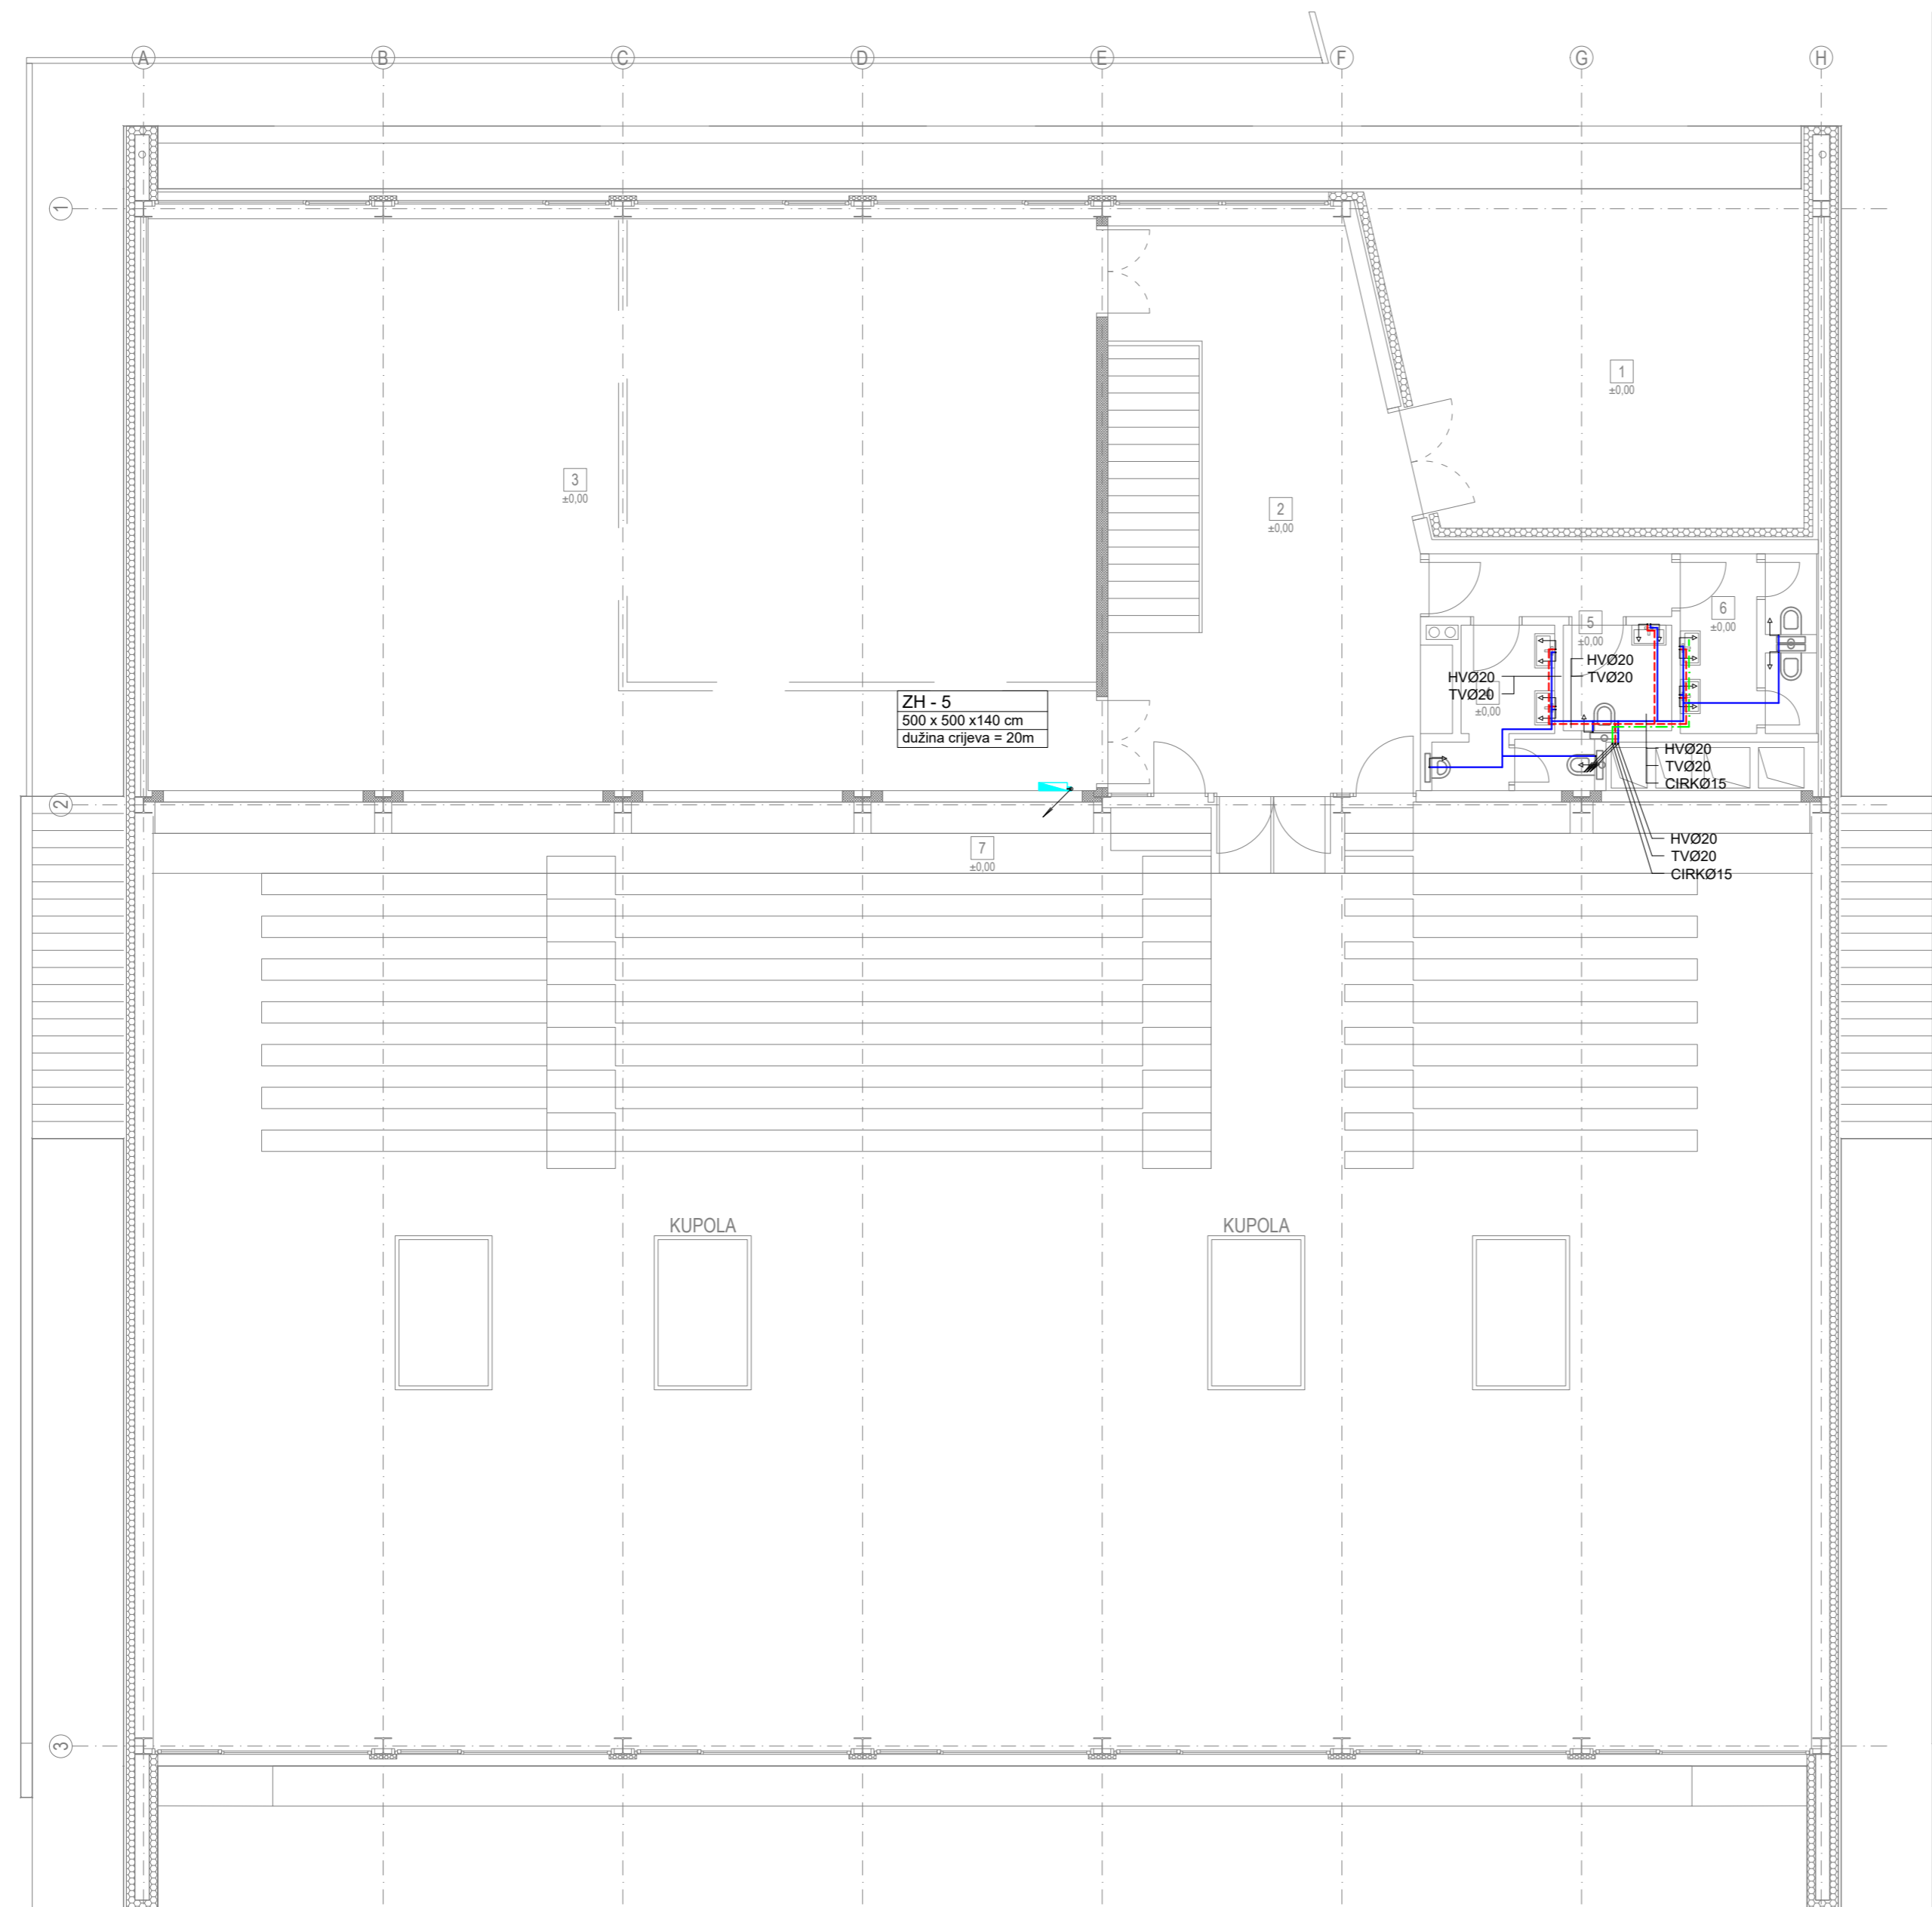 A
B
C
D
E
F
G
H
1
1
±0,00
3
±0,00
2
±0,00
6
±0,00
5
±0,00
HVØ20
TVØ20
HVØ20
TVØ20
4
±0,00
ZH - 5
500 x 500 x140 cm
dužina crijeva = 20m
HVØ20
TVØ20
CIRKØ15
2
HVØ20
TVØ20
CIRKØ15
7
±0,00
KUPOLA
KUPOLA
3